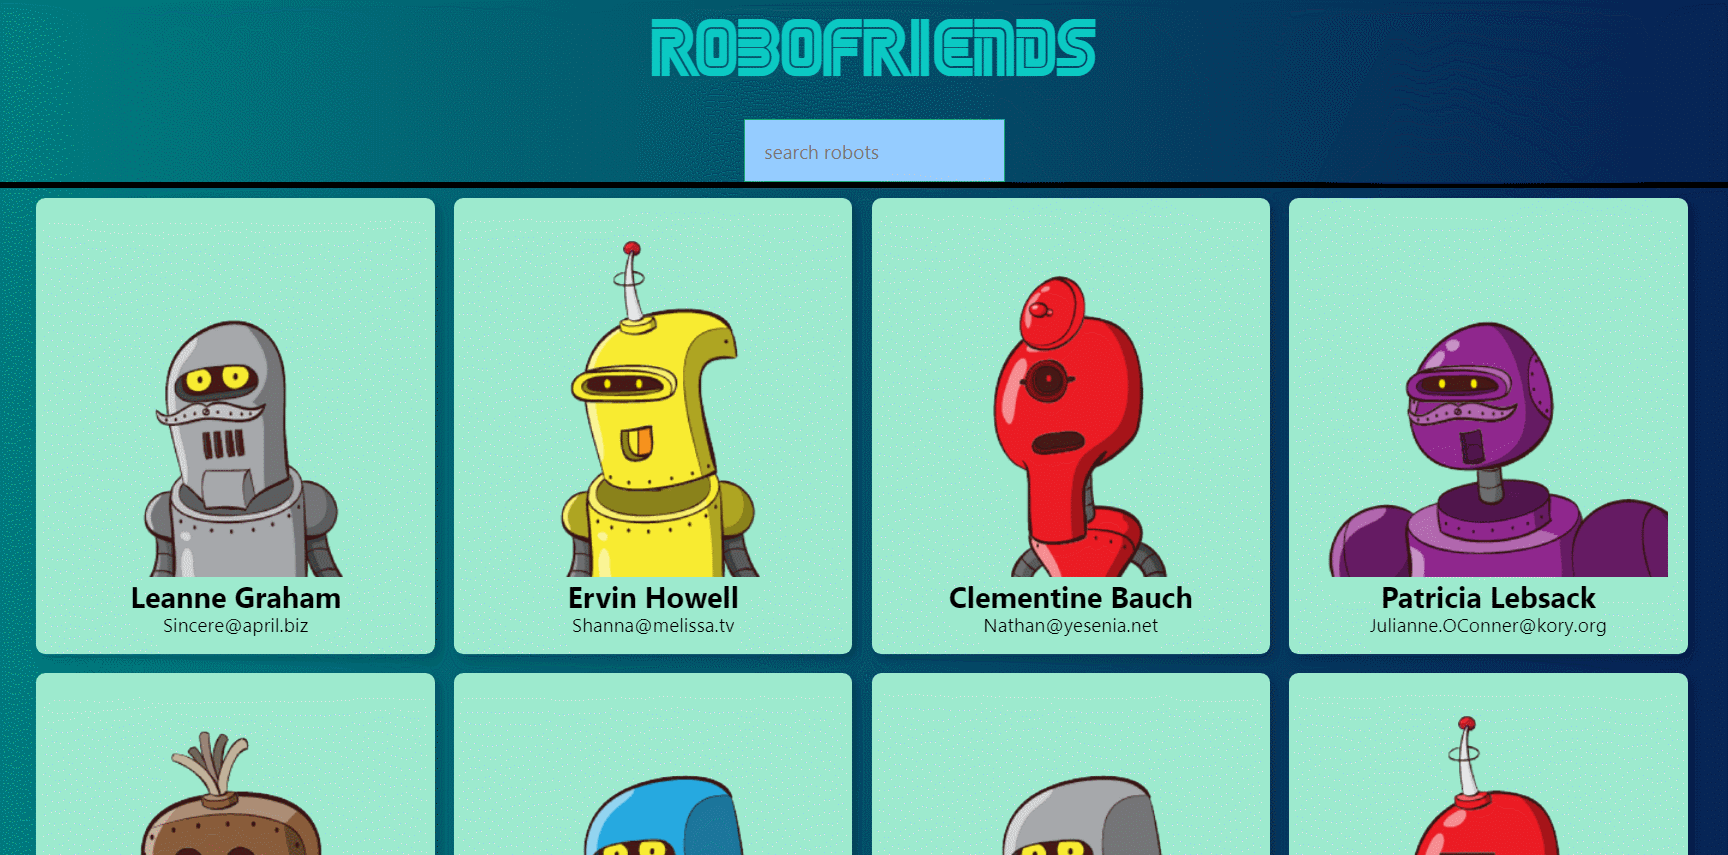 ROBOFRIENDS
search robots
Leanne Graham
Sincere@april.biz
Ervin Howell
Shanna@melissa.tv
Clementine Bauch
Nathan@yesenia.net
Patricia Lebsack
Julianne.OConner@kory.org